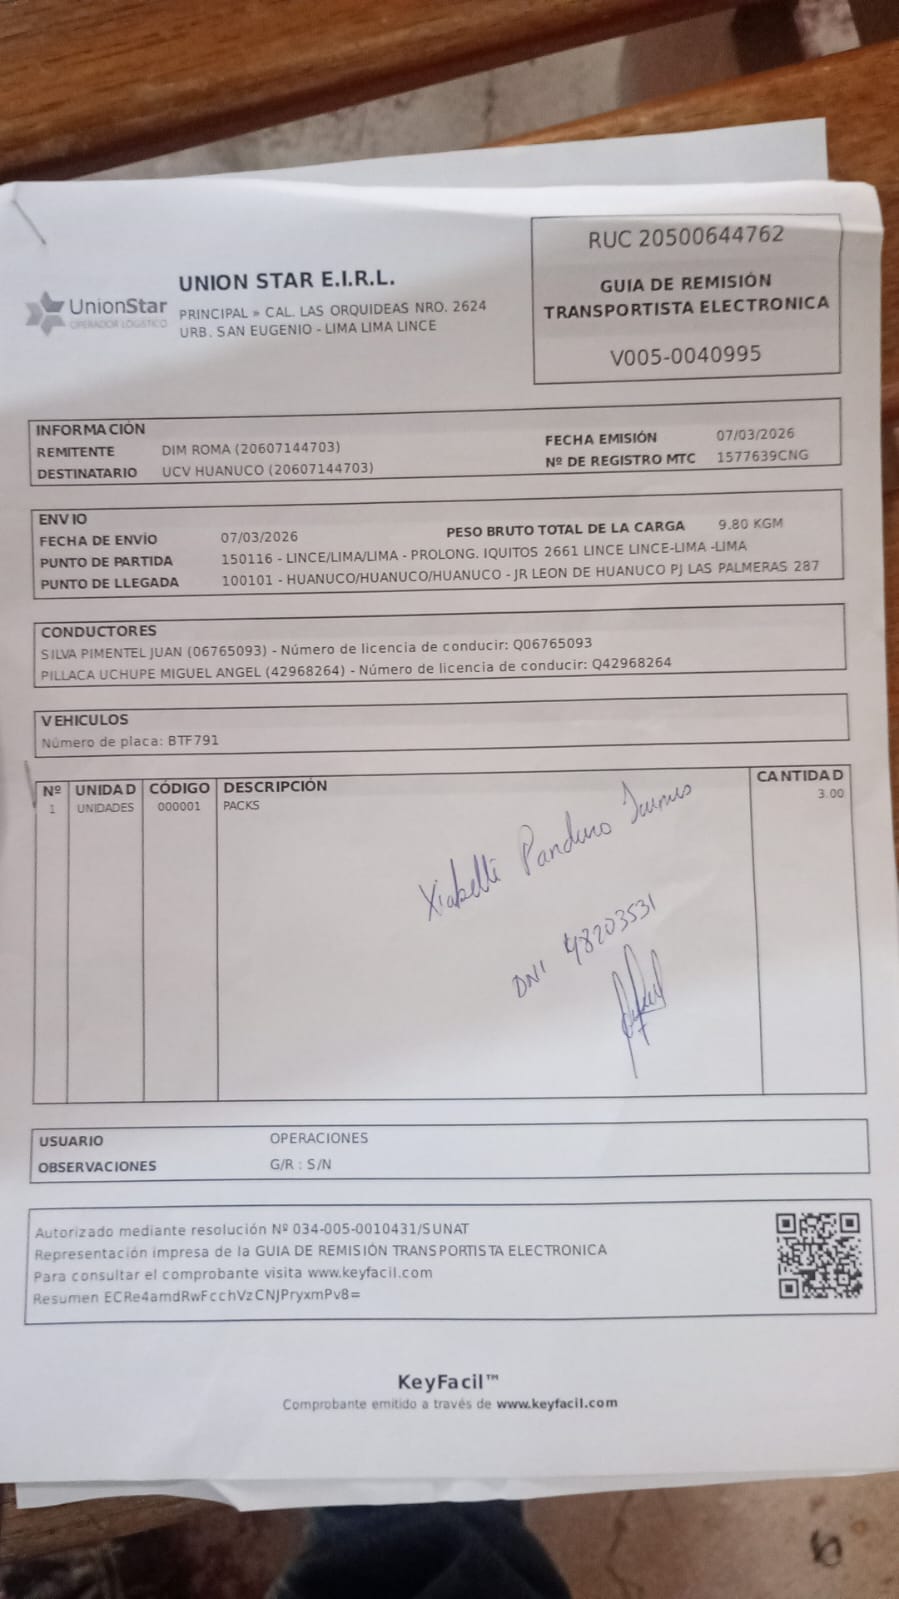 UnionStar
OPERADOR LOGISTICO
UNION STAR E.I.R.L.
PRINCIPAL » CAL. LAS ORQUIDEAS NRO. 2624
URB. SAN EUGENIO - LIMA LIMA LINCE
RUC 20500644762
GUIA DE REMISIÓN
TRANSPORTISTA ELECTRONICA
V005-0040995
INFORMACIÓN
REMITENTE DIM ROMA (20607144703) FECHA EMISIÓN 07/03/2026
DESTINATARIO UCV HUANUCO (20607144703) Nº DE REGISTRO MTC 1577639CNG
ENVIO
FECHA DE ENVÍO 07/03/2026 PESO BRUTO TOTAL DE LA CARGA 9.80 KGM
PUNTO DE PARTIDA 150116 - LINCE/LIMA/LIMA - PROLONG. IQUITOS 2661 LINCE LINCE-LIMA -LIMA
PUNTO DE LLEGADA 100101 - HUANUCO/HUANUCO/HUANUCO - JR LEON DE HUANUCO PJ LAS PALMERAS 287
CONDUCTORES
SILVA PIMENTEL JUAN (06765093) - Número de licencia de conducir: Q06765093
PILLACA UCHUPE MIGUEL ANGEL (42968264) - Número de licencia de conducir: Q42968264
VEHICULOS
Número de placa: BTF791
Nº UNIDAD CÓDIGO DESCRIPCIÓN CANTIDAD
1 UNIDADES 000001 PACKS 3.00
Panduro
DNI 48203531
USUARIO OPERACIONES
OBSERVACIONES G/R : S/N
Autorizado mediante resolución Nº 034-005-0010431/SUNAT
Representación impresa de la GUIA DE REMISIÓN TRANSPORTISTA ELECTRONICA
Para consultar el comprobante visita www.keyfacil.com
Resumen ECRe4amdRwFcchVzCNJPryxmPv8=
KeyFacil™
Comprobante emitido a través de www.keyfacil.com